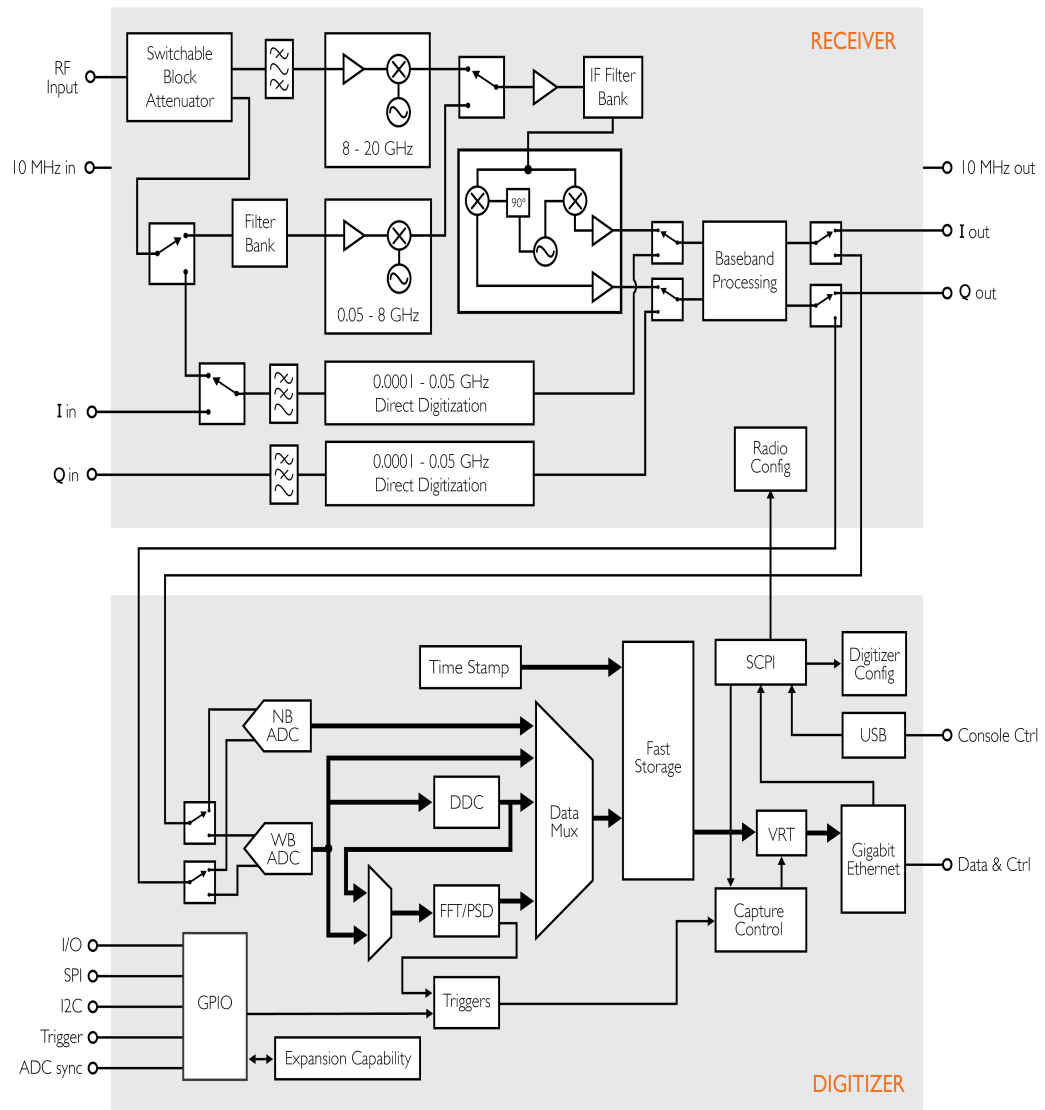 RECEIVER
RF
Input
Switchable
Block
Attenuator
8 - 20 GHz
IF Filter
Bank
10 MHz in
10 MHz out
90°
Filter
Bank
0.05 - 8 GHz
Baseband
Processing
I out
Q out
0.0001 - 0.05 GHz
Direct Digitization
I in
0.0001 - 0.05 GHz
Direct Digitization
Q in
Radio
Config
Time Stamp
SCPI
Digitizer
Config
NB
ADC
Fast
Storage
USB
Console Ctrl
DDC
Data
Mux
WB
ADC
VRT
Gigabit
Ethernet
Data & Ctrl
FFT/PSD
Capture
Control
I/O
SPI
I2C
Trigger
ADC sync
GPIO
Triggers
Expansion Capability
DIGITIZER